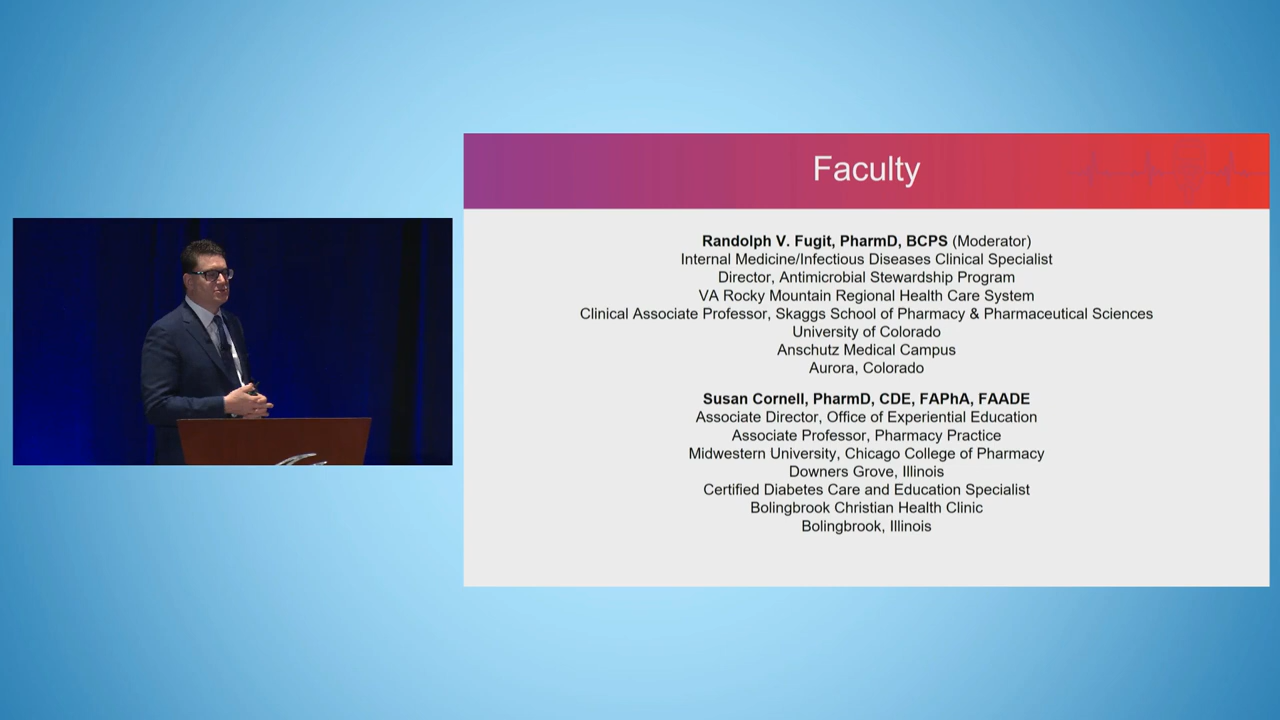 Faculty
Randolph V. Fugit, PharmD, BCPS (Moderator)
Internal Medicine/Infectious Diseases Clinical Specialist
Director, Antimicrobial Stewardship Program
VA Rocky Mountain Regional Health Care System
Clinical Associate Professor, Skaggs School of Pharmacy & Pharmaceutical Sciences
University of Colorado
Anschutz Medical Campus
Aurora, Colorado
Susan Cornell, PharmD, CDE, FAPhA, FAADE
Associate Director, Office of Experiential Education
Associate Professor, Pharmacy Practice
Midwestern University, Chicago College of Pharmacy
Downers Grove, Illinois
Certified Diabetes Care and Education Specialist
Bolingbrook Christian Health Clinic
Bolingbrook, Illinois